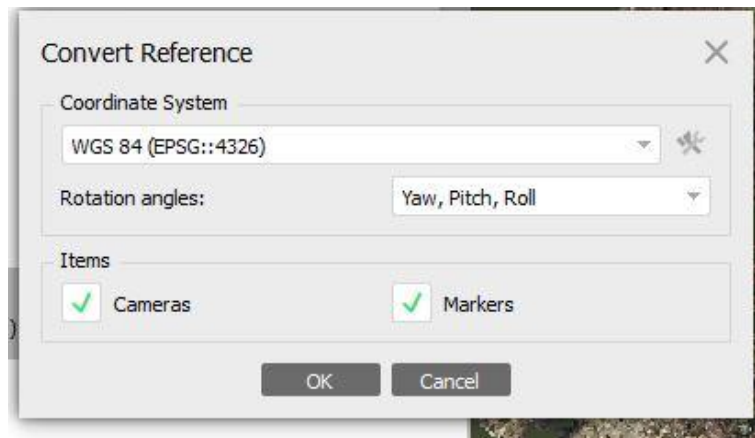 Convert Reference
Coordinate System
WGS 84 (EPSG::4326)
Rotation angles: Yaw, Pitch, Roll
Items
Cameras Markers
)
OK Cancel